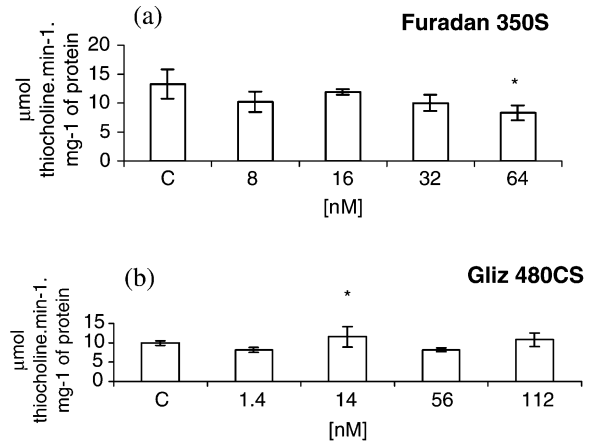 (a)
Furadan 350S
µmol
thiocholine.min-1.
mg-1 of protein
20
15
10
5
0
*
C 8 16 32 64
[nM]
(b)
Gliz 480CS
µmol
thiocholine.min-1.
mg-1 of protein
15
10
5
0
*
C 1.4 14 56 112
[nM]